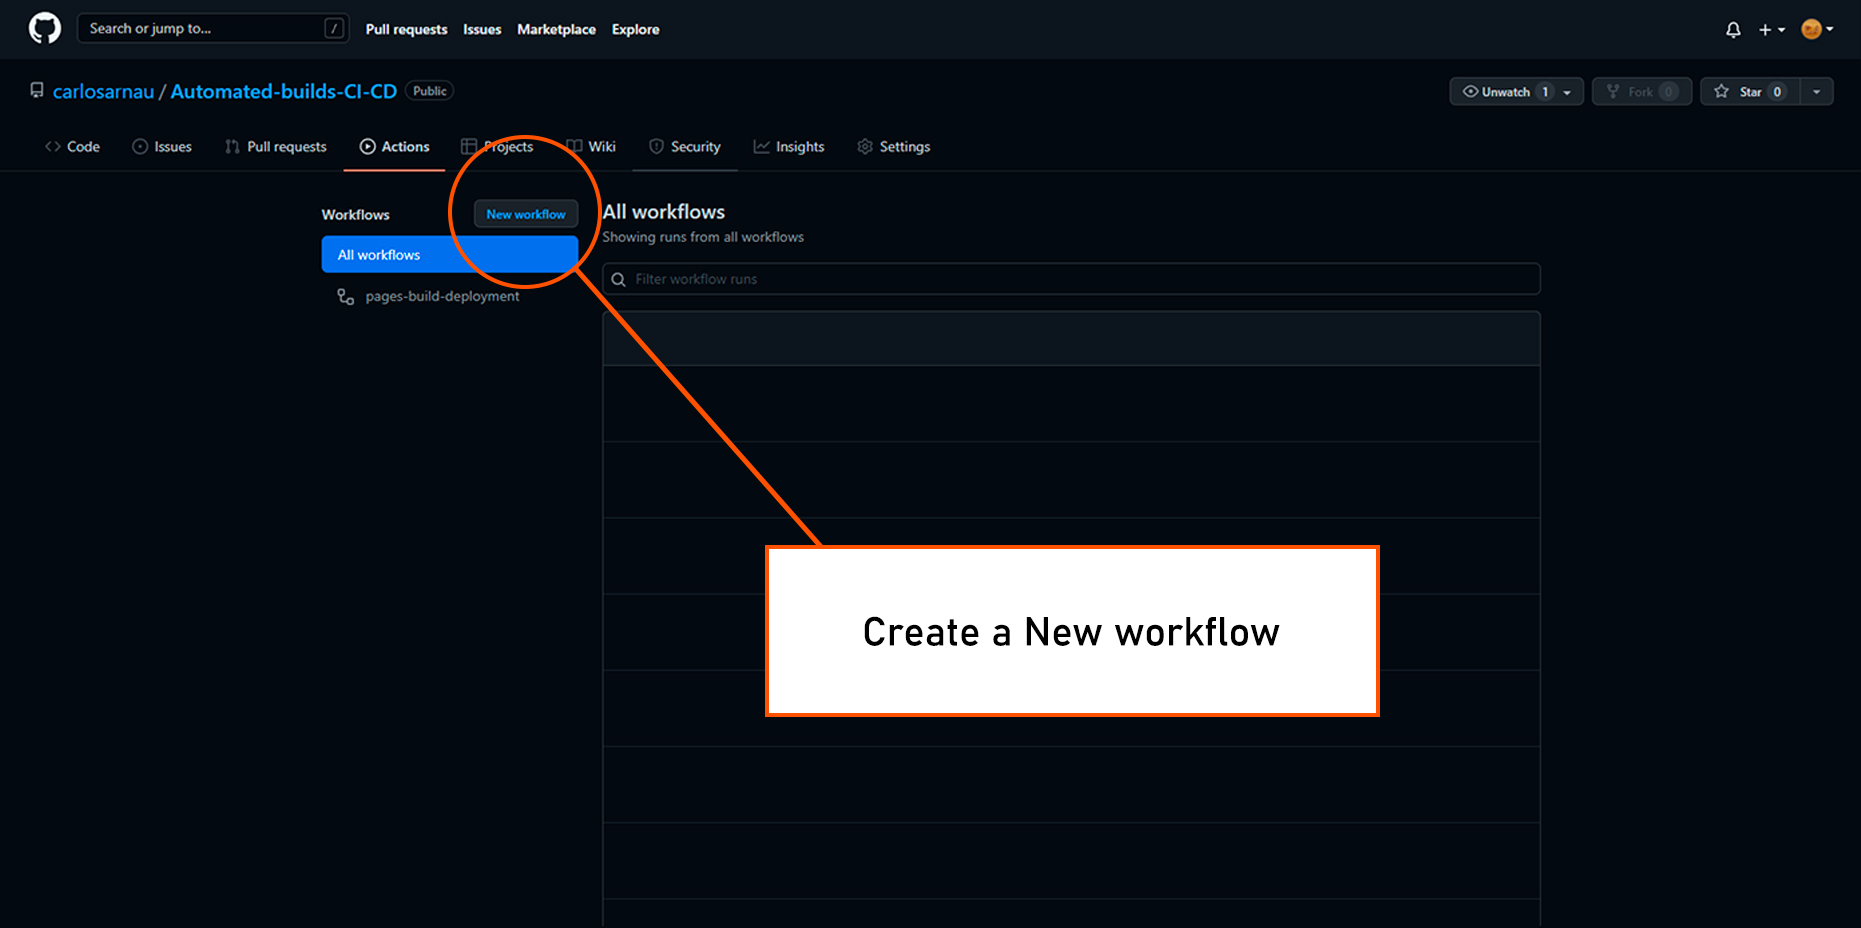 Search or jump to... / Pull requests Issues Marketplace Explore
carlosarnau / Automated-builds-CI-CD Public Unwatch 1 Fork 0 Star 0
Code Issues Pull requests Actions Projects Wiki Security Insights Settings
Workflows New workflow
All workflows
pages-build-deployment
All workflows
Showing runs from all workflows
Filter workflow runs
Create a New workflow